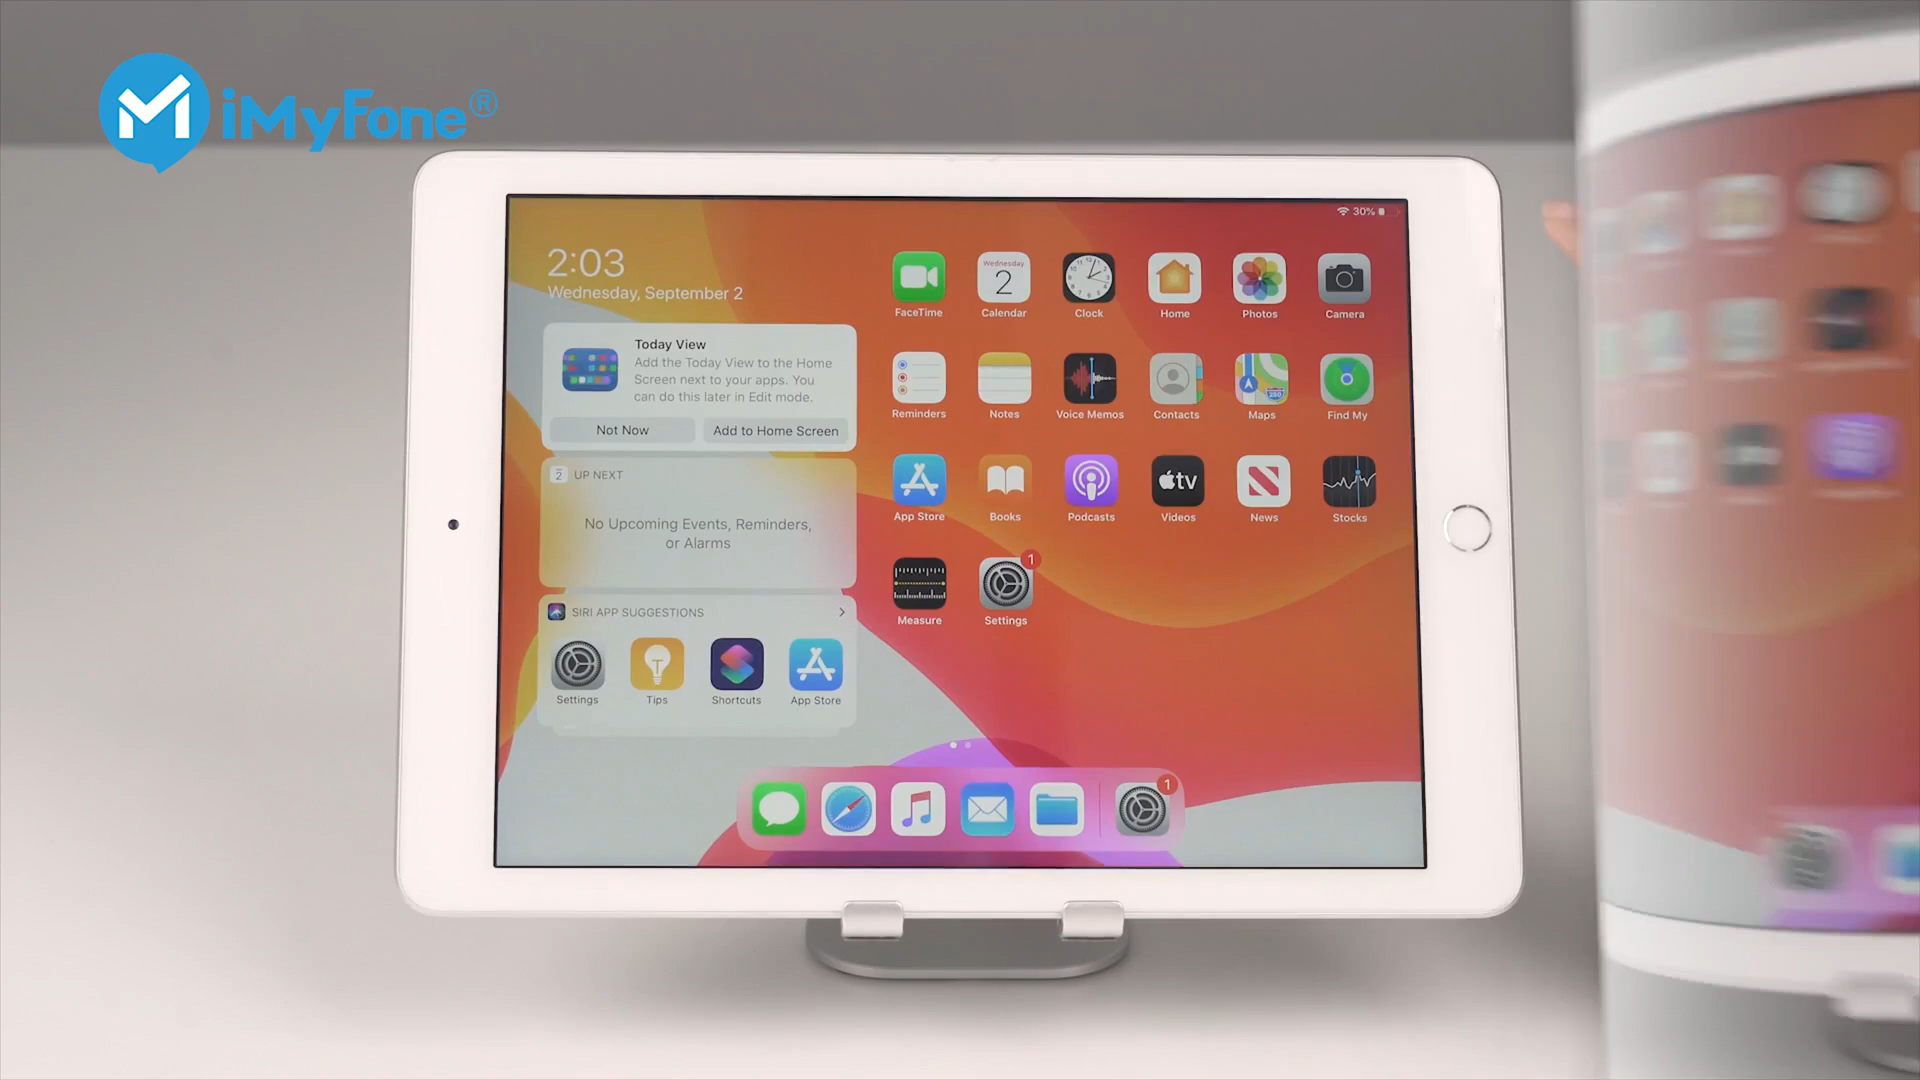 iMyFone®
30%
2:03
Wednesday, September 2
Today View
Add the Today View to the Home
Screen next to your apps. You
can do this later in Edit mode.
Not Now
Add to Home Screen
2 UP NEXT
No Upcoming Events, Reminders,
or Alarms
SIRI APP SUGGESTIONS
Settings
Tips
Shortcuts
App Store
Wednesday
2
FaceTime
Calendar
Clock
Home
Photos
Camera
Reminders
Notes
Voice Memos
Contacts
280
Maps
Find My
tv
App Store
Books
Podcasts
Videos
News
Stocks
1
Measure
Settings
1